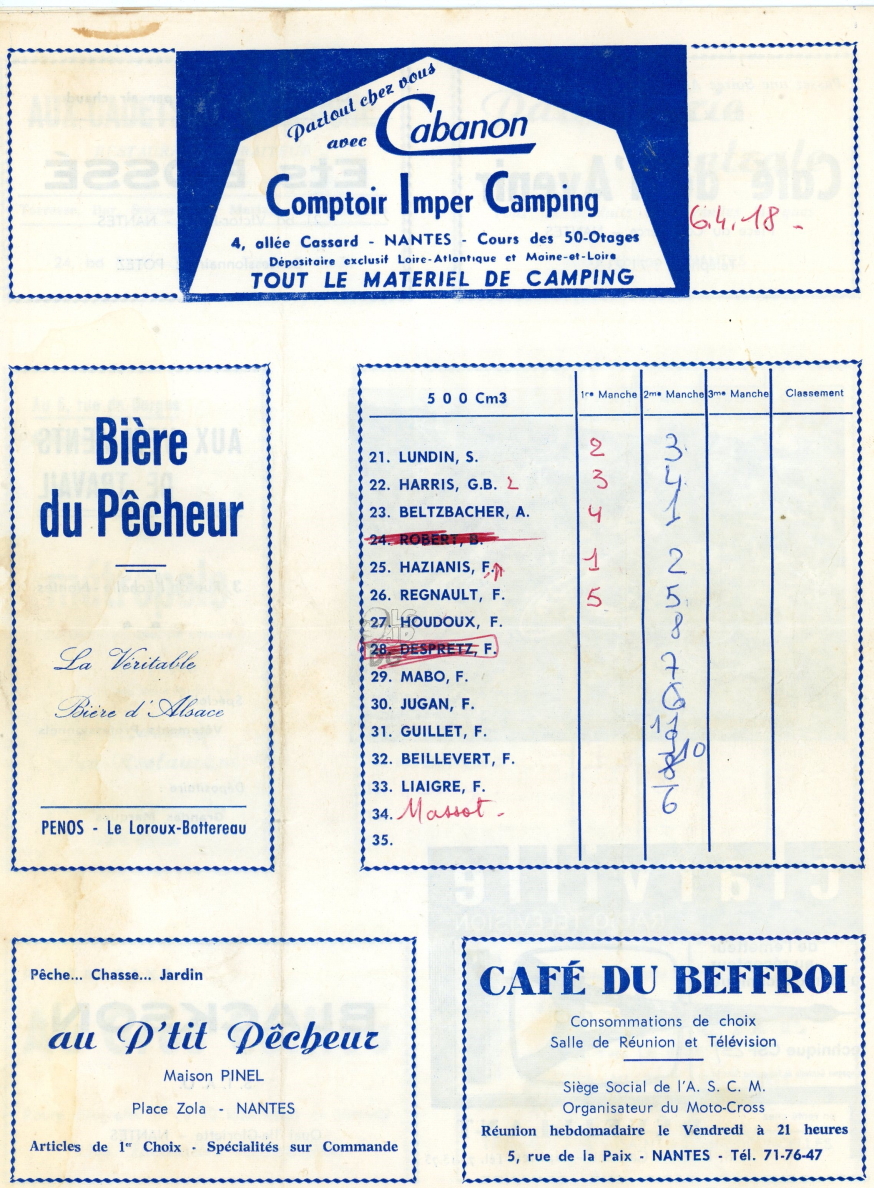 Partout chez vous
avec Cabanon
Comptoir Imper Camping
4, allée Cassard - NANTES - Cours des 50-Otages
Dépositaire exclusif Loire-Atlantique et Maine-et-Loire
TOUT LE MATERIEL DE CAMPING
6.4.18 -
Bière
du Pêcheur
La Véritable
Bière d'Alsace
PENOS - Le Loroux-Bottereau
500 Cm3 1re Manche 2me Manche 3me Manche Classement
21. LUNDIN, S. 2 3
22. HARRIS, G.B. 2 3 4
23. BELTZBACHER, A. 4 1
24. ROBERT, B.
25. HAZIANIS, F. 1 2
26. REGNAULT, F. 5 5
27. HOUDOUX, F. 8
28. DESPRETZ, F.
29. MABO, F. 7
30. JUGAN, F. 6
31. GUILLET, F. 11
32. BEILLEVERT, F. 10
33. LIAIGRE, F. 6
34. Massot -
35.
Pêche... Chasse... Jardin
au P'tit Pêcheur
Maison PINEL
Place Zola - NANTES
Articles de 1er Choix - Spécialités sur Commande
CAFÉ DU BEFFROI
Consommations de choix
Salle de Réunion et Télévision
Siège Social de l'A. S. C. M.
Organisateur du Moto-Cross
Réunion hebdomadaire le Vendredi à 21 heures
5, rue de la Paix - NANTES - Tél. 71-76-47